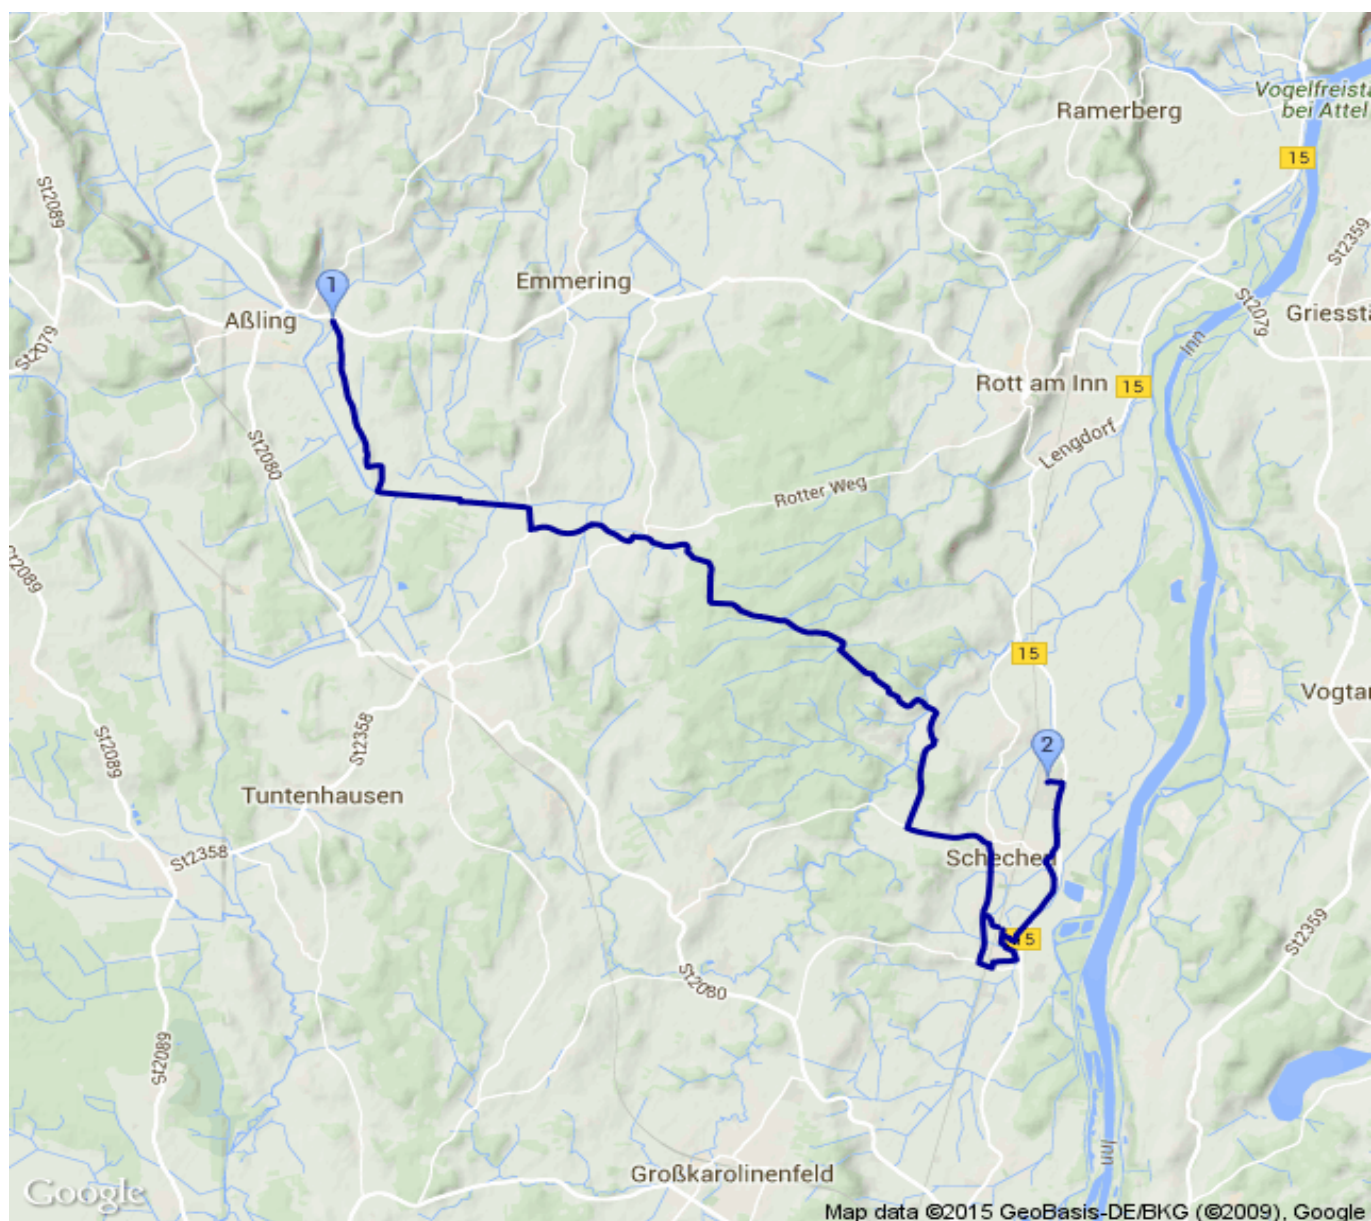 Ramerberg
Vogelfreistä
bei Attel
15
St2089
St2359
1
Emmering
Aßling
St2079
Inn
St2079
Griesstä
Rott am Inn
15
St2080
Lengdorf
Rotter Weg
St2089
15
Vogtar
St2358
2
St2089
Tuntenhausen
St2358
Schechen
15
St2359
St2080
St2089
Inn
Großkarolinenfeld
Google
Map data ©2015 GeoBasis-DE/BKG (©2009), Google